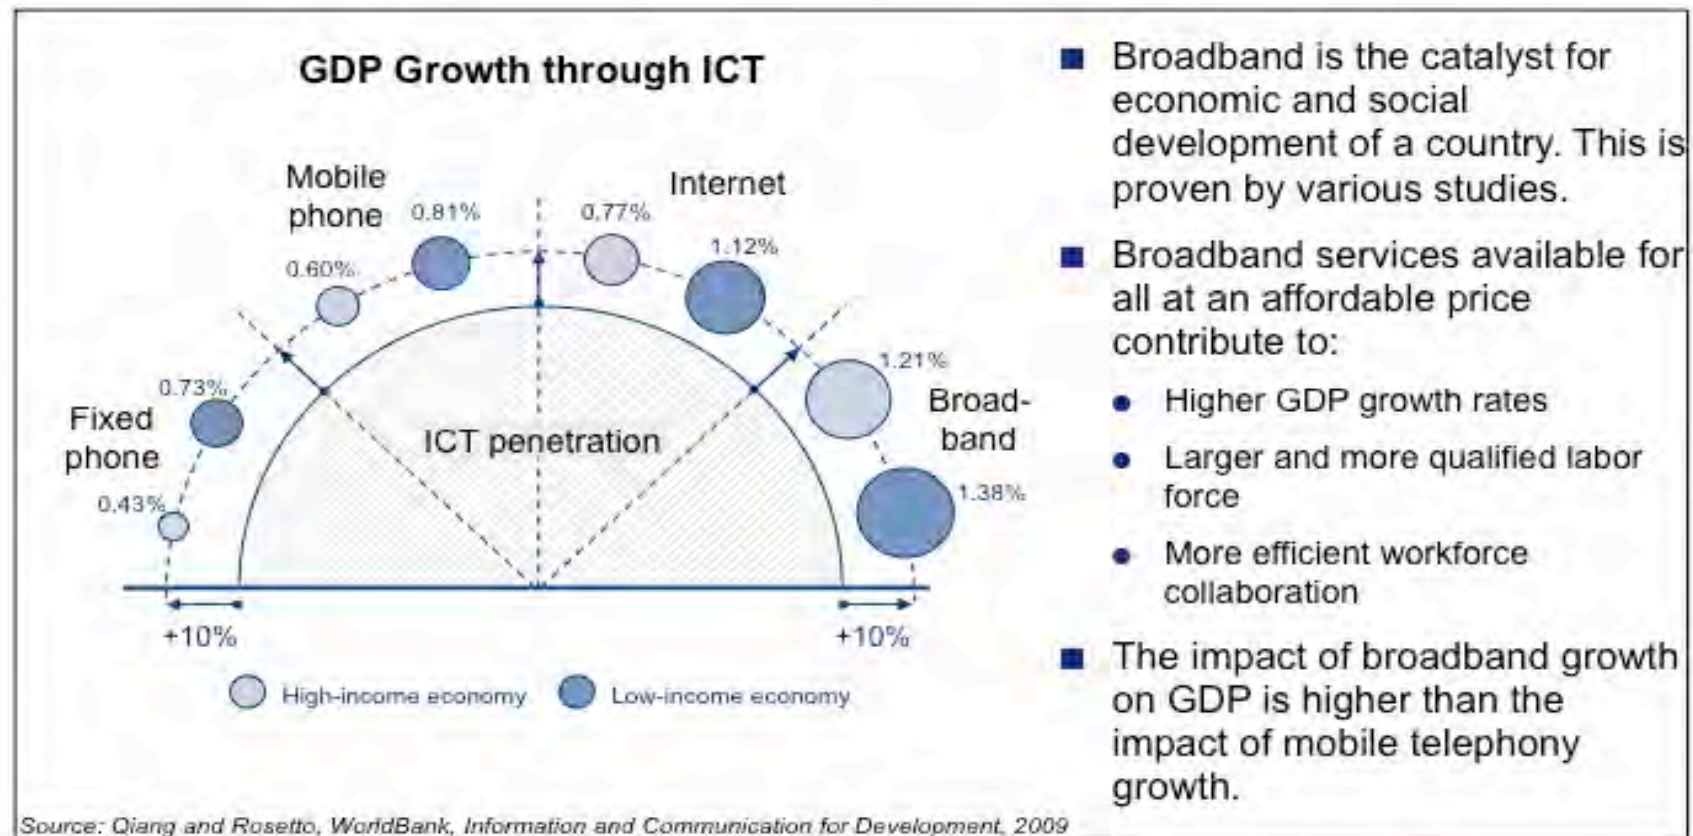 GDP Growth through ICT
Mobile
phone
0.81%
0.77%
Internet
0.60%
1.12%
0.73%
1.21%
Fixed
phone
ICT penetration
Broad-
band
0.43%
1.38%
+10%
+10%
High-income economy
Low-income economy
Source: Qiang and Rosetto, WorldBank, Information and Communication for Development, 2009
■ Broadband is the catalyst for
economic and social
development of a country. This is
proven by various studies.
■ Broadband services available for
all at an affordable price
contribute to:
● Higher GDP growth rates
● Larger and more qualified labor
force
● More efficient workforce
collaboration
■ The impact of broadband growth
on GDP is higher than the
impact of mobile telephony
growth.